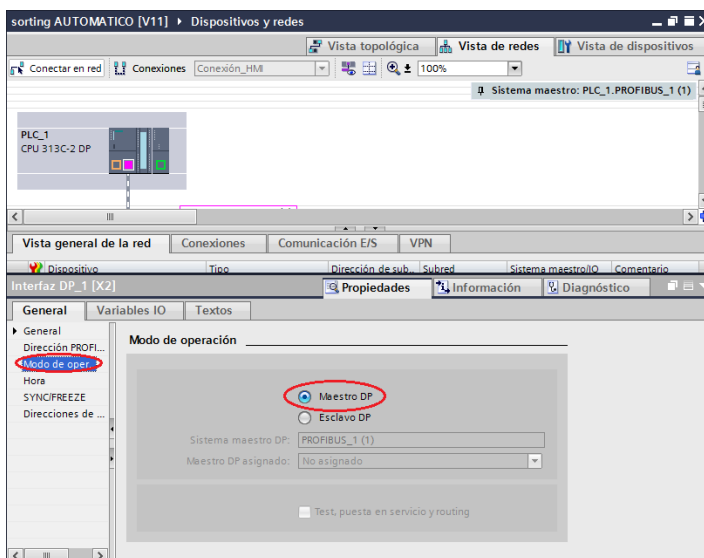 sorting AUTOMATICO [V11] ▸ Dispositivos y redes
Vista topológica Vista de redes Vista de dispositivos
Conectar en red Conexiones Conexión_HMI 100%
Sistema maestro: PLC_1.PROFIBUS_1 (1)
PLC_1
CPU 313C-2 DP
Vista general de la red Conexiones Comunicación E/S VPN
Dispositivo Tipo Dirección de sub.. Subred Sistema maestro/IO Comentario
Interfaz DP_1 [X2] Propiedades Información Diagnóstico
General Variables IO Textos
General
Dirección PROFI...
Modo de oper...
Hora
SYNC/FREEZE
Direcciones de ...
Modo de operación
Maestro DP
Esclavo DP
Sistema maestro DP: PROFIBUS_1 (1)
Maestro DP asignado: No asignado
Test, puesta en servicio y routing